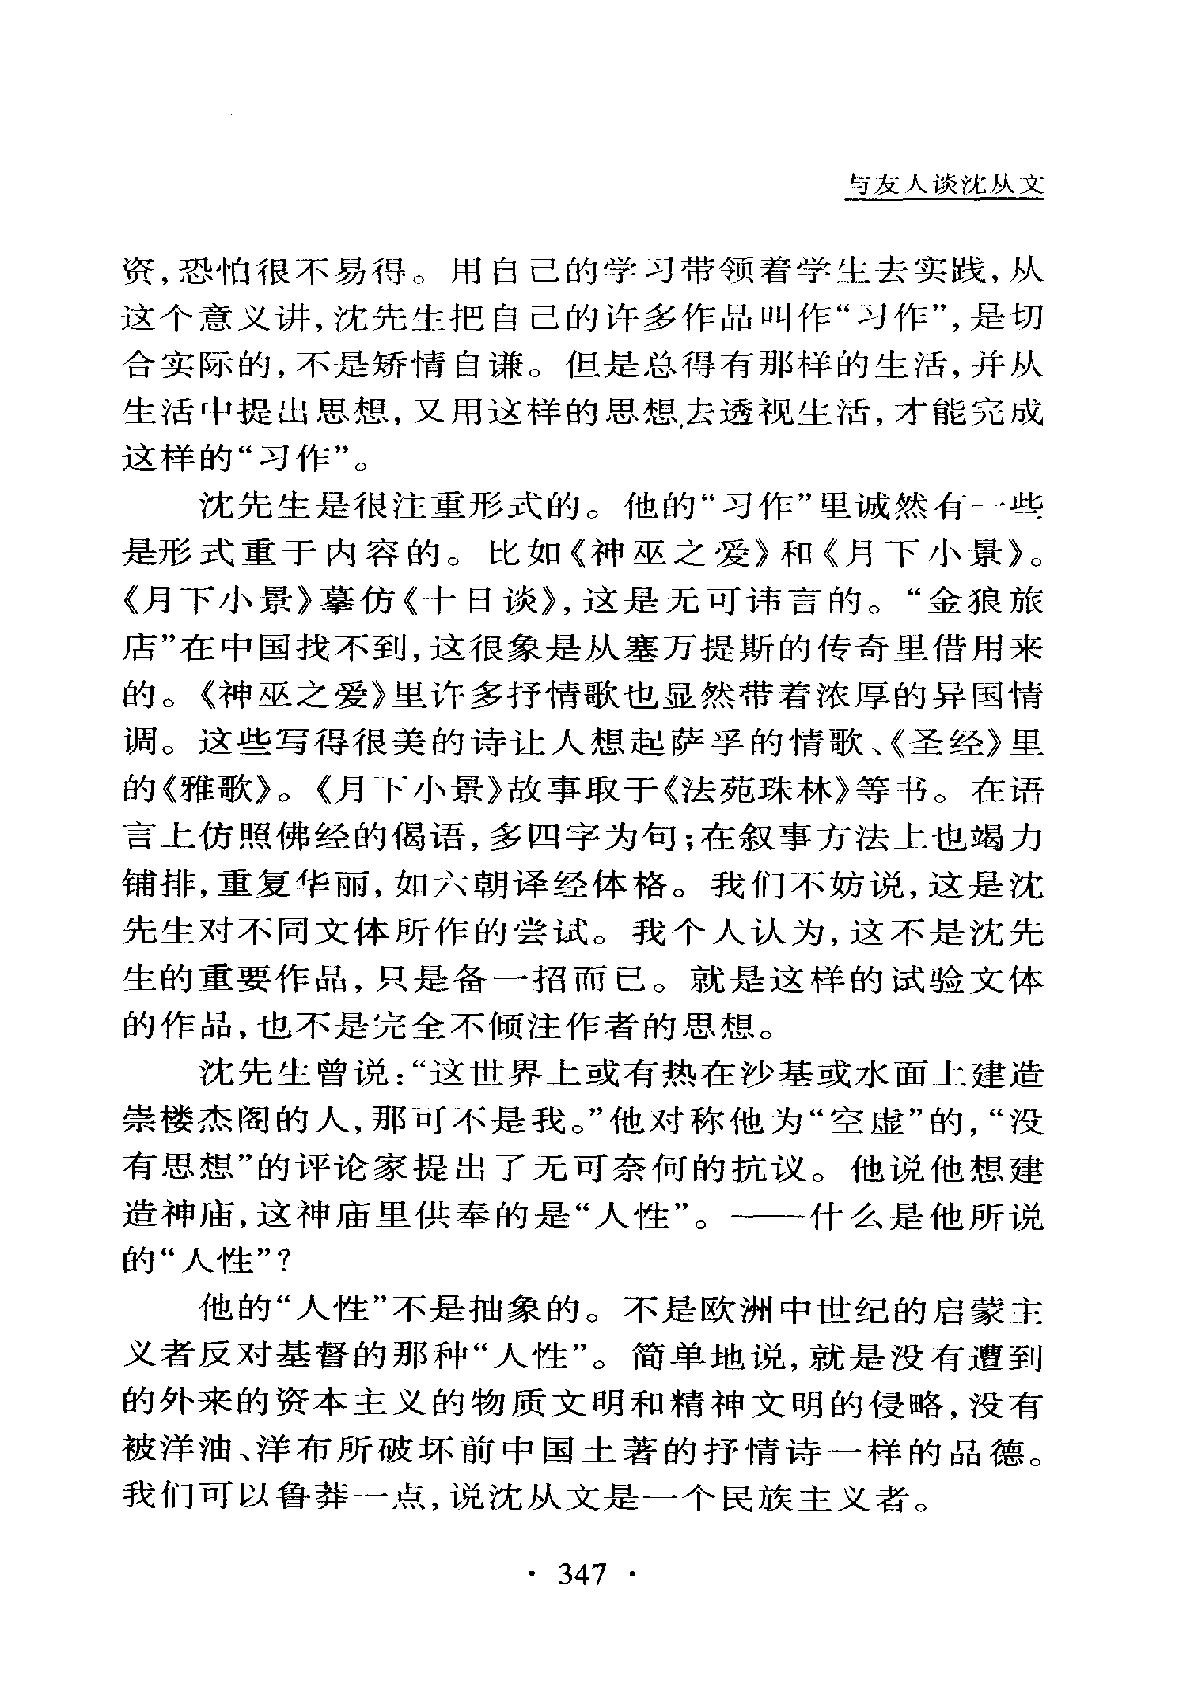 与友人谈沈从文
资,恐怕很不易得。用自己的学习带领着学生去实践,从
这个意义讲,沈先生把自己的许多作品叫作“习作”,是切
合实际的,不是矫情自谦。但是总得有那样的生活,并从
生活中提出思想,又用这样的思想去透视生活,才能完成
这样的“习作”。
沈先生是很注重形式的。他的“习作”里诚然有一些
是形式重于内容的。比如《神巫之爱》和《月下小景》。
《月下小景》摹仿《十日谈》,这是无可讳言的。“金狼旅
店”在中国找不到,这很象是从塞万提斯的传奇里借用来
的。《神巫之爱》里许多抒情歌也显然带着浓厚的异国情
调。这些写得很美的诗让人想起萨孚的情歌、《圣经》里
的《雅歌》。《月下小景》故事取于《法苑珠林》等书。在语
言上仿照佛经的偈语,多四字为句;在叙事方法上也竭力
铺排,重复华丽,如六朝译经体格。我们不妨说,这是沈
先生对不同文体所作的尝试。我个人认为,这不是沈先
生的重要作品,只是备一招而已。就是这样的试验文体
的作品,也不是完全不倾注作者的思想。
沈先生曾说:“这世界上或有热在沙基或水面上建造
崇楼杰阁的人,那可不是我。”他对称他为“空虚”的,“没
有思想”的评论家提出了无可奈何的抗议。他说他想建
造神庙,这神庙里供奉的是“人性”。——什么是他所说
的“人性”?
他的“人性”不是抽象的。不是欧洲中世纪的启蒙主
义者反对基督的那种“人性”。简单地说,就是没有遭到
的外来的资本主义的物质文明和精神文明的侵略,没有
被洋油、洋布所破坏前中国土著的抒情诗一样的品德。
我们可以鲁莽一点,说沈从文是一个民族主义者。
· 347 ·